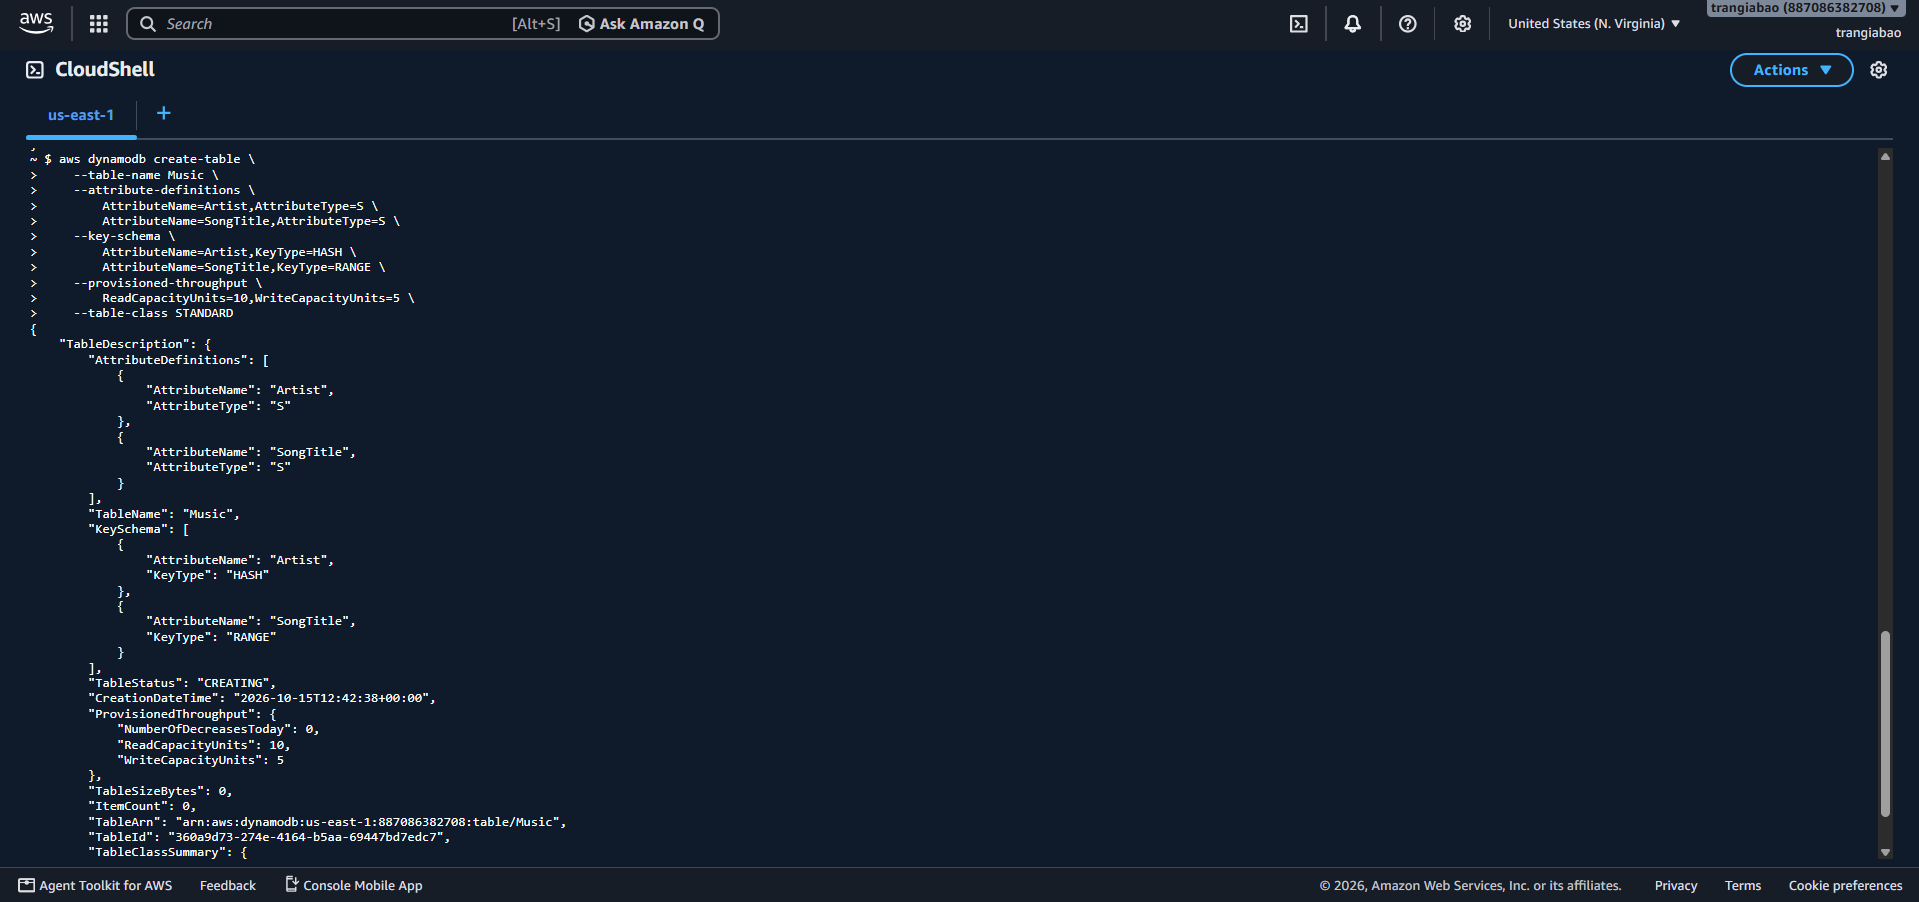 aws
Search [Alt+S] Ask Amazon Q
United States (N. Virginia) ▼
trangiabao (887086382708) ▼
trangiabao
CloudShell
Actions ▼
us-east-1 +
~ $ aws dynamodb create-table \
>     --table-name Music \
>     --attribute-definitions \
>         AttributeName=Artist,AttributeType=S \
>         AttributeName=SongTitle,AttributeType=S \
>     --key-schema \
>         AttributeName=Artist,KeyType=HASH \
>         AttributeName=SongTitle,KeyType=RANGE \
>     --provisioned-throughput \
>         ReadCapacityUnits=10,WriteCapacityUnits=5 \
>     --table-class STANDARD
{
    "TableDescription": {
        "AttributeDefinitions": [
            {
                "AttributeName": "Artist",
                "AttributeType": "S"
            },
            {
                "AttributeName": "SongTitle",
                "AttributeType": "S"
            }
        ],
        "TableName": "Music",
        "KeySchema": [
            {
                "AttributeName": "Artist",
                "KeyType": "HASH"
            },
            {
                "AttributeName": "SongTitle",
                "KeyType": "RANGE"
            }
        ],
        "TableStatus": "CREATING",
        "CreationDateTime": "2026-10-15T12:42:38+00:00",
        "ProvisionedThroughput": {
            "NumberOfDecreasesToday": 0,
            "ReadCapacityUnits": 10,
            "WriteCapacityUnits": 5
        },
        "TableSizeBytes": 0,
        "ItemCount": 0,
        "TableArn": "arn:aws:dynamodb:us-east-1:887086382708:table/Music",
        "TableId": "360a9d73-274e-4164-b5aa-69447bd7edc7",
        "TableClassSummary": {
Agent Toolkit for AWS Feedback Console Mobile App © 2026, Amazon Web Services, Inc. or its affiliates. Privacy Terms Cookie preferences